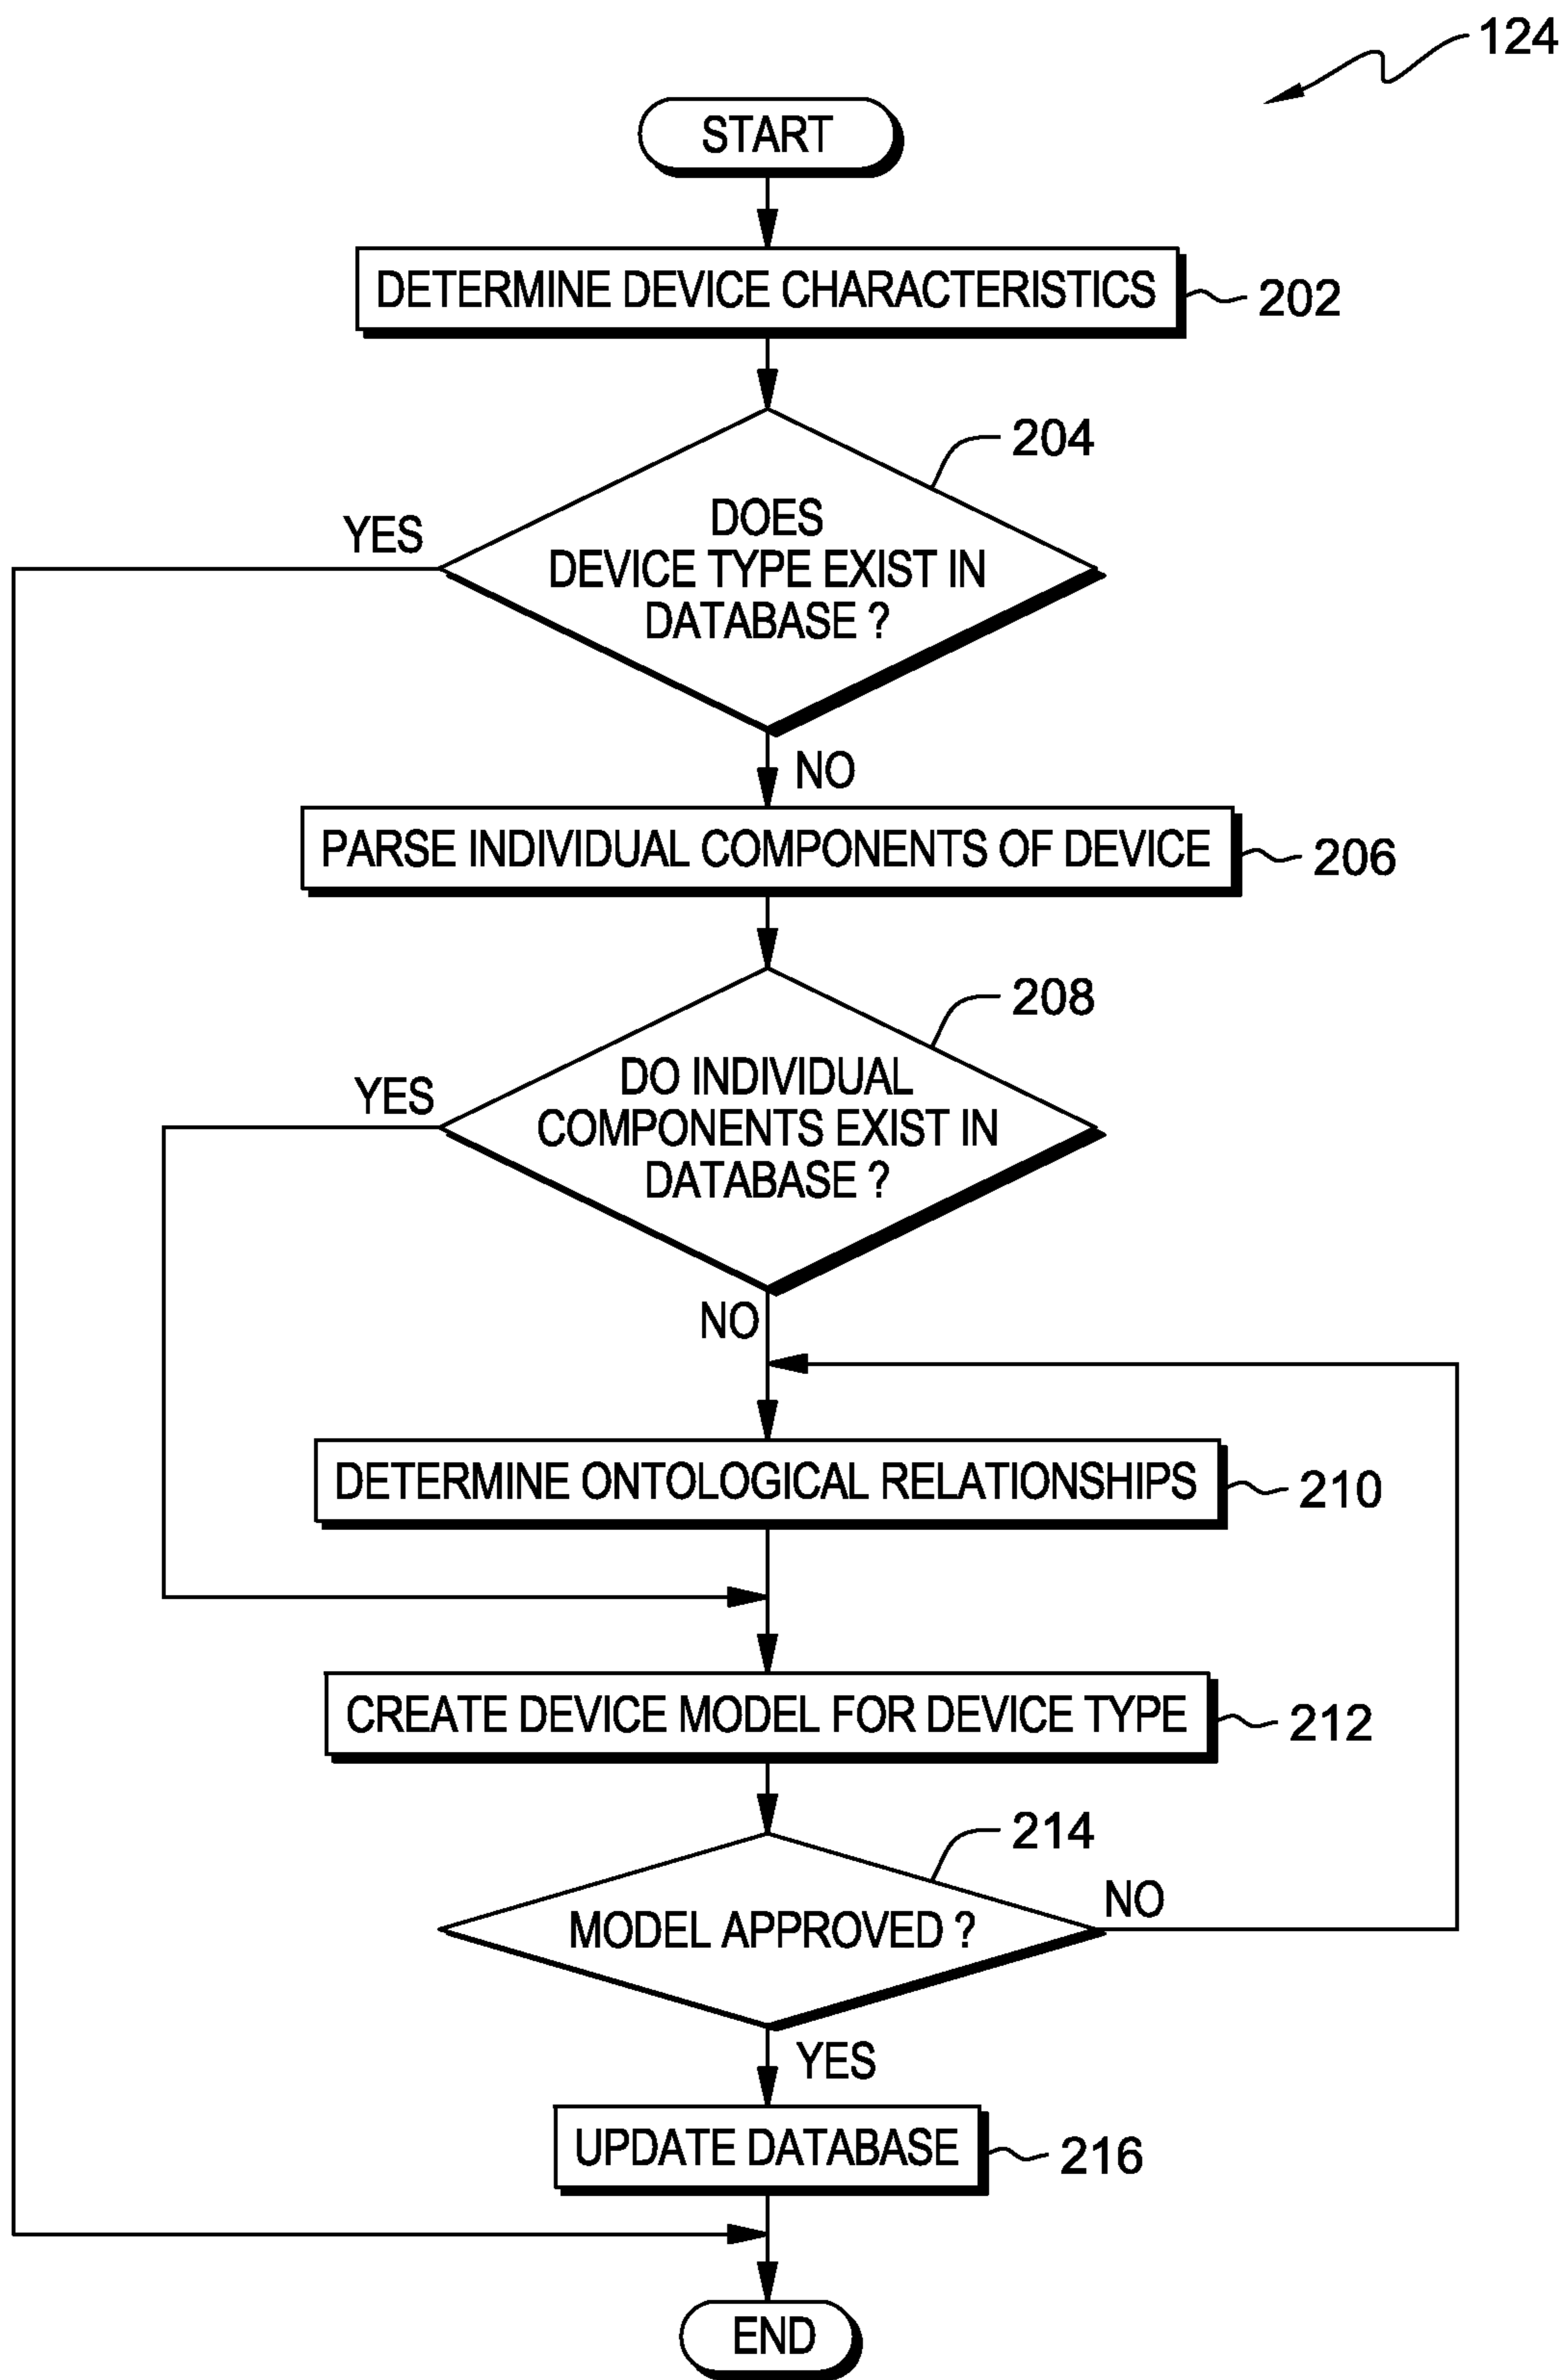 124
START
DETERMINE DEVICE CHARACTERISTICS
202
204
DOES
DEVICE TYPE EXIST IN
DATABASE ?
YES
NO
PARSE INDIVIDUAL COMPONENTS OF DEVICE
206
208
DO INDIVIDUAL
COMPONENTS EXIST IN
DATABASE ?
YES
NO
DETERMINE ONTOLOGICAL RELATIONSHIPS
210
CREATE DEVICE MODEL FOR DEVICE TYPE
212
214
MODEL APPROVED ?
NO
YES
UPDATE DATABASE
216
END